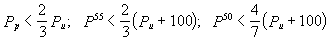 P_p < 2/3 P_u; P^55 < 2/3 (P_u + 100); P^50 < 4/7 (P_u + 100)